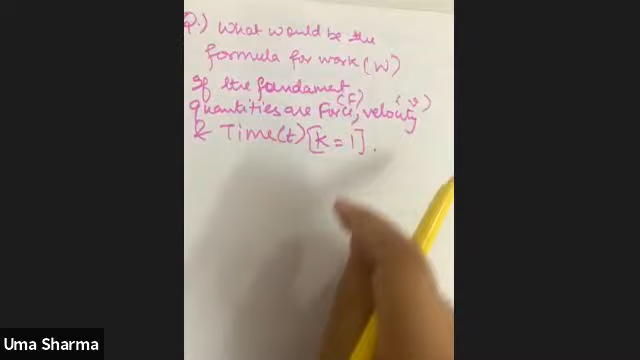 Q.) What would be the
formula for work (W)
If the fundament
quantities are Force, (F) velocity (v)
& Time(t) [k = 1].
Uma Sharma